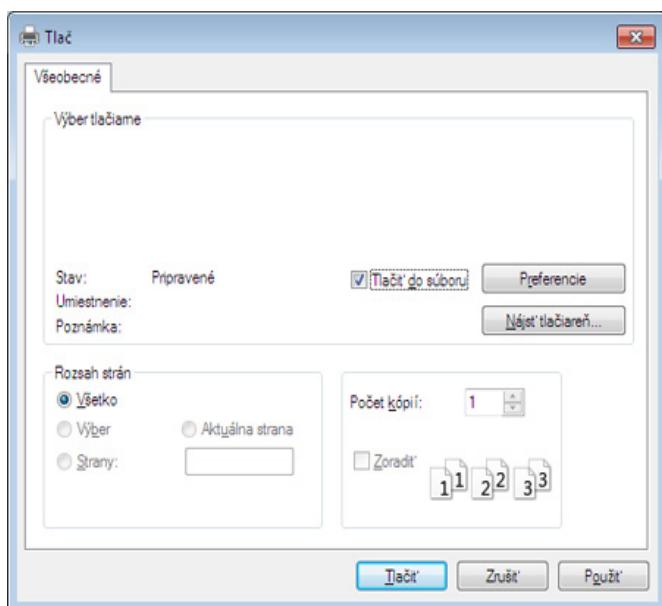 Tlač
Všeobecné
Výber tlačiarne
Stav: Pripravené
Tlačiť do súboru
Preferencie
Umiestnenie:
Poznámka:
Nájsť tlačiareň...
Rozsah strán
Všetko
Výber
Aktuálna strana
Strany:
Počet kópií: 1
Zoradiť
1 1 2 2 3 3
Tlačiť
Zrušiť
Použiť